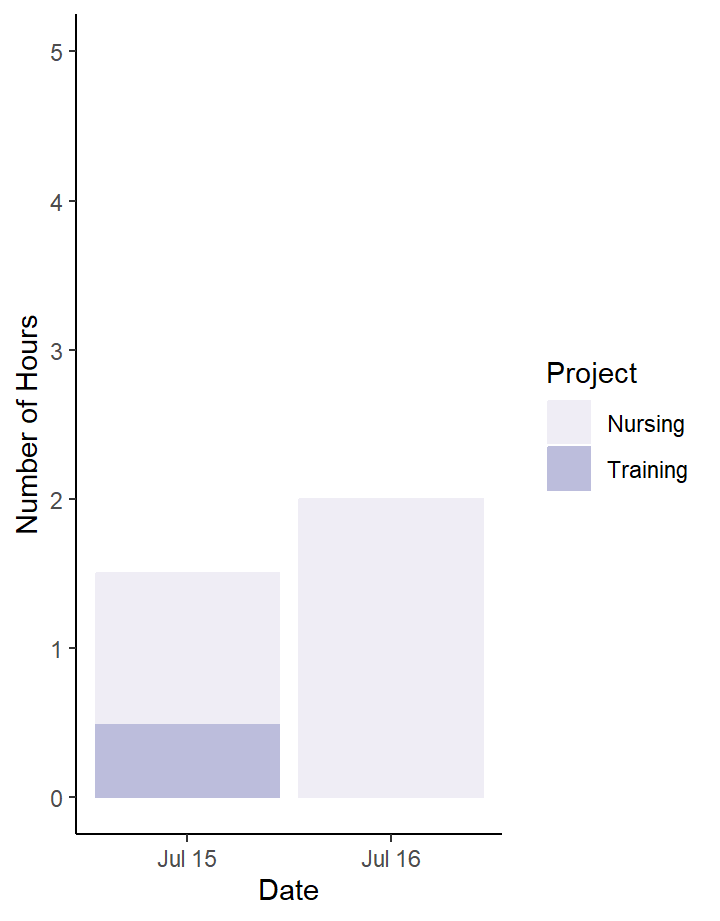 5
4
3
2
1
0
Number of Hours
Jul 15
Jul 16
Date
Project
Nursing
Training